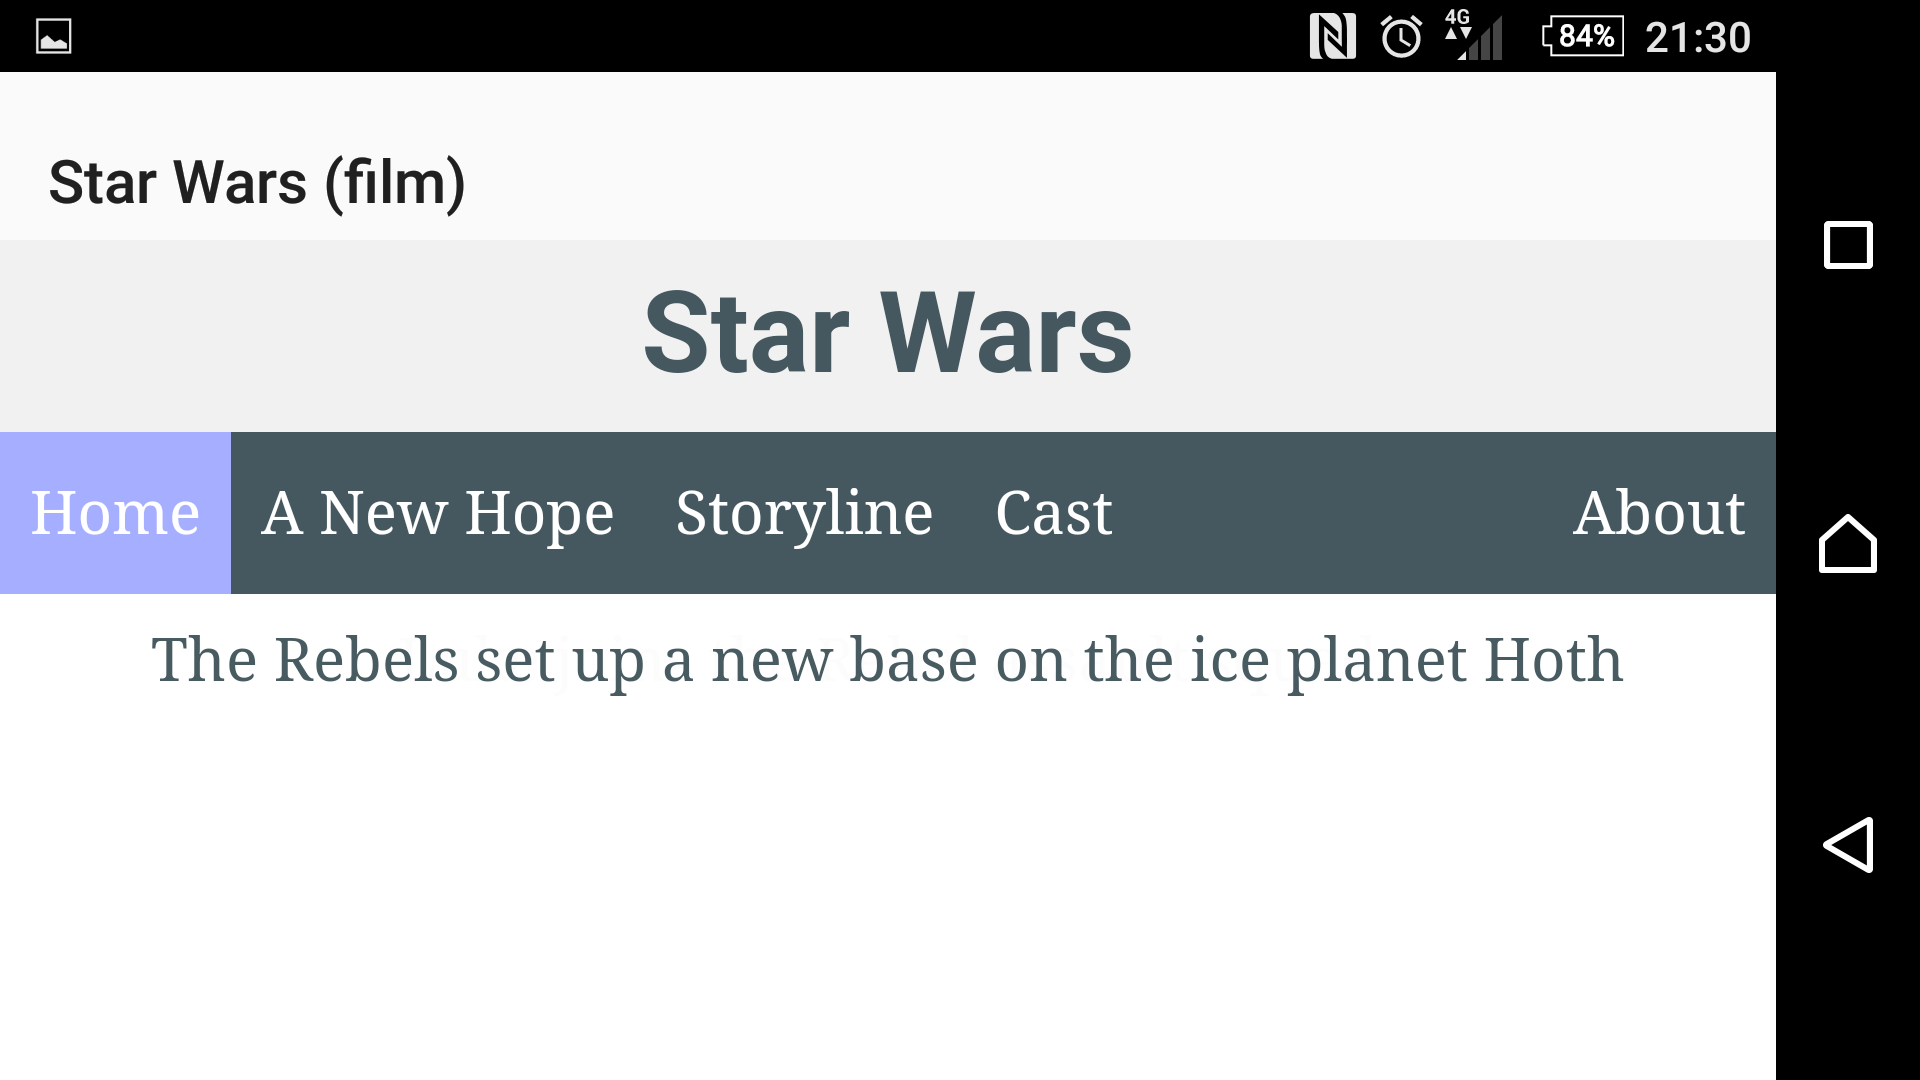 4G 84% 21:30
Star Wars (film)
Star Wars
Home A New Hope Storyline Cast About
The Rebels set up a new base on the ice planet Hoth